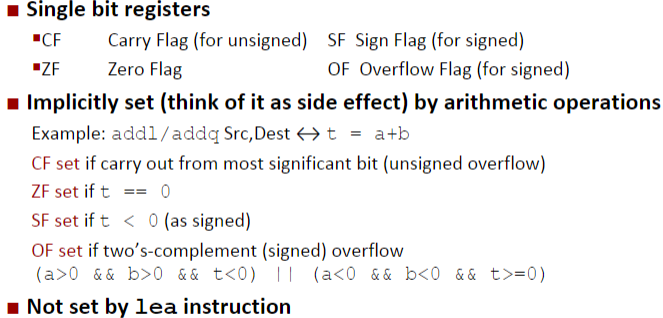 Single bit registers
CF Carry Flag (for unsigned) SF Sign Flag (for signed)
ZF Zero Flag OF Overflow Flag (for signed)
Implicitly set (think of it as side effect) by arithmetic operations
Example: addl/addq Src,Dest ↔ t = a+b
CF set if carry out from most significant bit (unsigned overflow)
ZF set if t == 0
SF set if t < 0 (as signed)
OF set if two's-complement (signed) overflow
(a>0 && b>0 && t<0) || (a<0 && b<0 && t>=0)
Not set by lea instruction